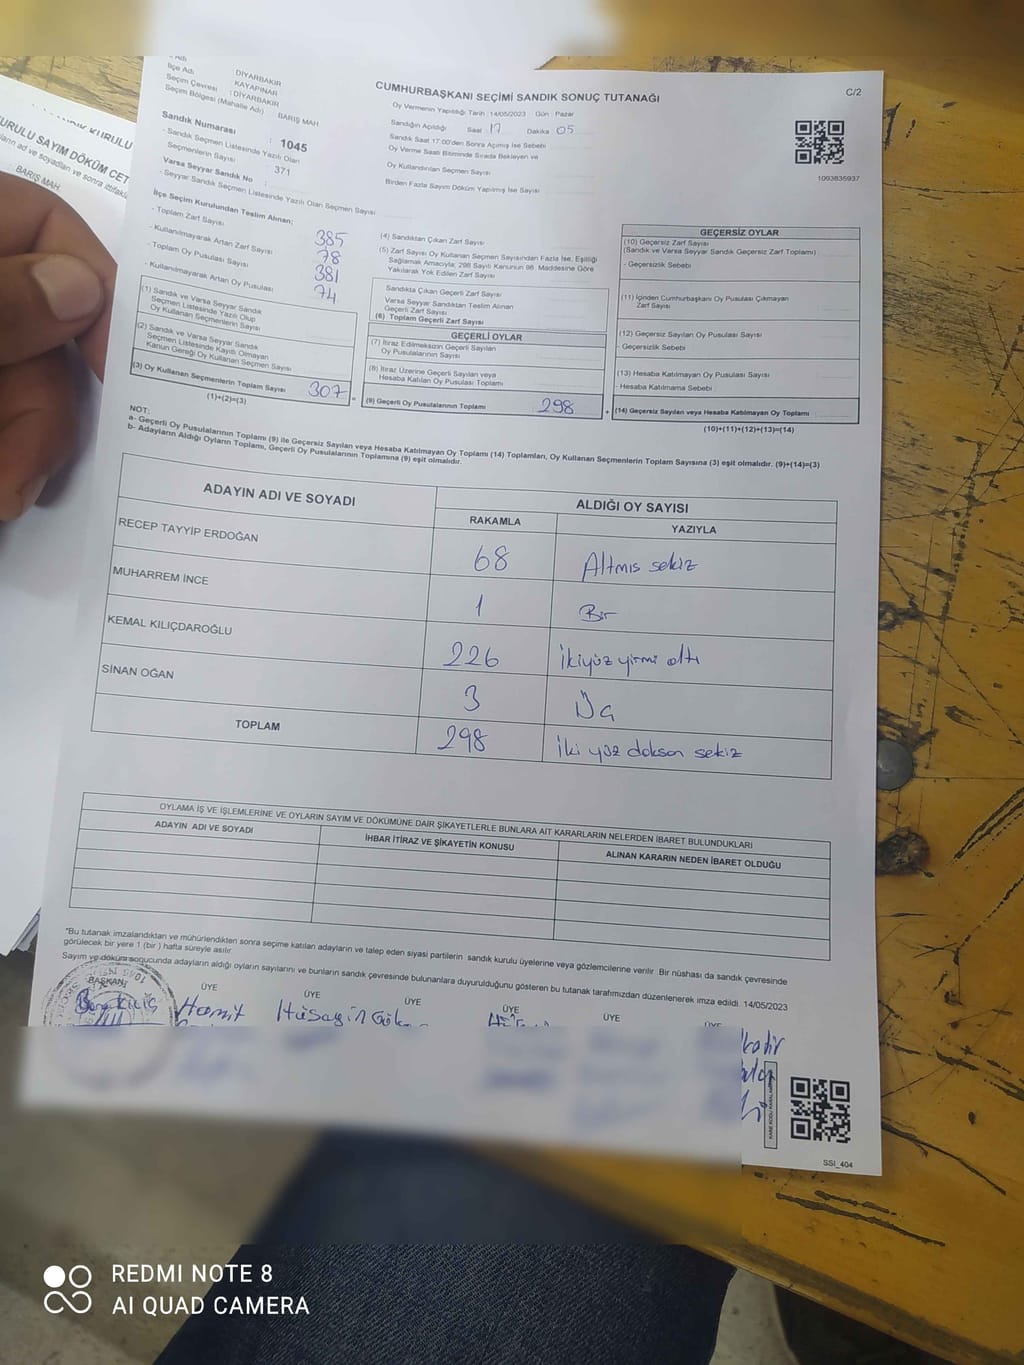 İlçe Adı : DİYARBAKIR
KAYAPINAR
Seçim Çevresi : DİYARBAKIR
Seçim Bölgesi (Mahalle Adı) BARIŞ MAH
Sandık Numarası : 1045
- Sandık Seçmen Listesinde Yazılı Olan
Seçmenlerin Sayısı : 371
Varsa Seyyar Sandık No :
- Seyyar Sandık Seçmen Listesinde Yazılı Olan Seçmen Sayısı
CUMHURBAŞKANI SEÇİMİ SANDIK SONUÇ TUTANAĞI
C/2
Oy Vermenin Yapıldığı Tarih :14/05/2023 Gün : Pazar
Sandığın Açıldığı Saat 17 Dakika 05
Sandık Saat 17:00'den Sonra Açılmış İse Sebebi
Oy Verme Saati Bitiminde Sırada Bekleyen ve
Oy Kullandırılan Seçmen Sayısı
Birden Fazla Sayım Döküm Yapılmış İse Sayısı
1093835937
İlçe Seçim Kurulundan Teslim Alınan;
- Toplam Zarf Sayısı 385
- Kullanılmayarak Artan Zarf Sayısı 78
- Toplam Oy Pusulası Sayısı 381
- Kullanılmayarak Artan Oy Pusulası 74
(1) Sandık ve Varsa Seyyar Sandık
Seçmen Listesinde Yazılı Olup
Oy Kullanan Seçmenlerin Sayısı
(2) Sandık ve Varsa Seyyar Sandık
Seçmen Listesinde Kayıtlı Olmayan
Kanun Gereği Oy Kullanan Seçmen Sayısı
(3) Oy Kullanan Seçmenlerin Toplam Sayısı 307 =
(1)+(2)=(3)
(4) Sandıktan Çıkan Zarf Sayısı
(5) Zarf Sayısı Oy Kullanan Seçmen Sayısından Fazla İse, Eşitliği
Sağlamak Amacıyla, 298 Sayılı Kanunun 98. Maddesine Göre
Yakılarak Yok Edilen Zarf Sayısı
Sandıkta Çıkan Geçerli Zarf Sayısı
Varsa Seyyar Sandıktan Teslim Alınan
Geçerli Zarf Sayısı
(6) Toplam Geçerli Zarf Sayısı
GEÇERLİ OYLAR
(7) İtiraz Edilmeksizin Geçerli Sayılan
Oy Pusulalarının Sayısı
(8) İtiraz Üzerine Geçerli Sayılan veya
Hesaba Katılan Oy Pusulası Toplamı
(9) Geçerli Oy Pusulalarının Toplamı 298 +
GEÇERSİZ OYLAR
(10) Geçersiz Zarf Sayısı
(Sandık ve Varsa Seyyar Sandık Geçersiz Zarf Toplamı)
- Geçersizlik Sebebi
(11) İçinden Cumhurbaşkanı Oy Pusulası Çıkmayan
Zarf Sayısı
(12) Geçersiz Sayılan Oy Pusulası Sayısı
- Geçersizlik Sebebi
(13) Hesaba Katılmayan Oy Pusulası Sayısı
- Hesaba Katılmama Sebebi
(14) Geçersiz Sayılan veya Hesaba Katılmayan Oy Toplamı
(10)+(11)+(12)+(13)=(14)
NOT:
a- Geçerli Oy Pusulalarının Toplamı (9) ile Geçersiz Sayılan veya Hesaba Katılmayan Oy Toplamı (14) Toplamları, Oy Kullanan Seçmenlerin Toplam Sayısına (3) eşit olmalıdır. (9)+(14)=(3)
b- Adayların Aldığı Oyların Toplamı, Geçerli Oy Pusulalarının Toplamına (9) eşit olmalıdır.
ADAYIN ADI VE SOYADI
ALDIĞI OY SAYISI
RAKAMLA YAZIYLA
RECEP TAYYİP ERDOĞAN 68 Altmıs sekiz
MUHARREM İNCE 1 Bir
KEMAL KILIÇDAROĞLU 226 ikiyüz yirmi altı
SİNAN OĞAN 3 Üç
TOPLAM 298 iki yüz doksan sekiz
OYLAMA İŞ VE İŞLEMLERİNE VE OYLARIN SAYIM VE DÖKÜMÜNE DAİR ŞİKAYETLERLE BUNLARA AİT KARARLARIN NELERDEN İBARET BULUNDUKLARI
ADAYIN ADI VE SOYADI
İHBAR İTİRAZ VE ŞİKAYETİN KONUSU
ALINAN KARARIN NEDEN İBARET OLDUĞU
*Bu tutanak imzalandıktan ve mühürlendikten sonra seçime katılan adayların ve talep eden siyasi partilerin sandık kurulu üyelerine veya gözlemcilerine verilir. Bir nüshası da sandık çevresinde
görülecek bir yere 1 (bir ) hafta süreyle asılır.
Sayım ve döküm sonucunda adayların aldığı oyların sayılarını ve bunların sandık çevresinde bulunanlara duyurulduğunu gösteren bu tutanak tarafımızdan düzenlenerek imza edildi. 14/05/2023
BAŞKAN ÜYE ÜYE ÜYE ÜYE ÜYE ÜYE
Hamit Hüseyin
SSI_404
URULU SAYIM DÖKÜM CET
BARIŞ MAH.
REDMI NOTE 8
AI QUAD CAMERA